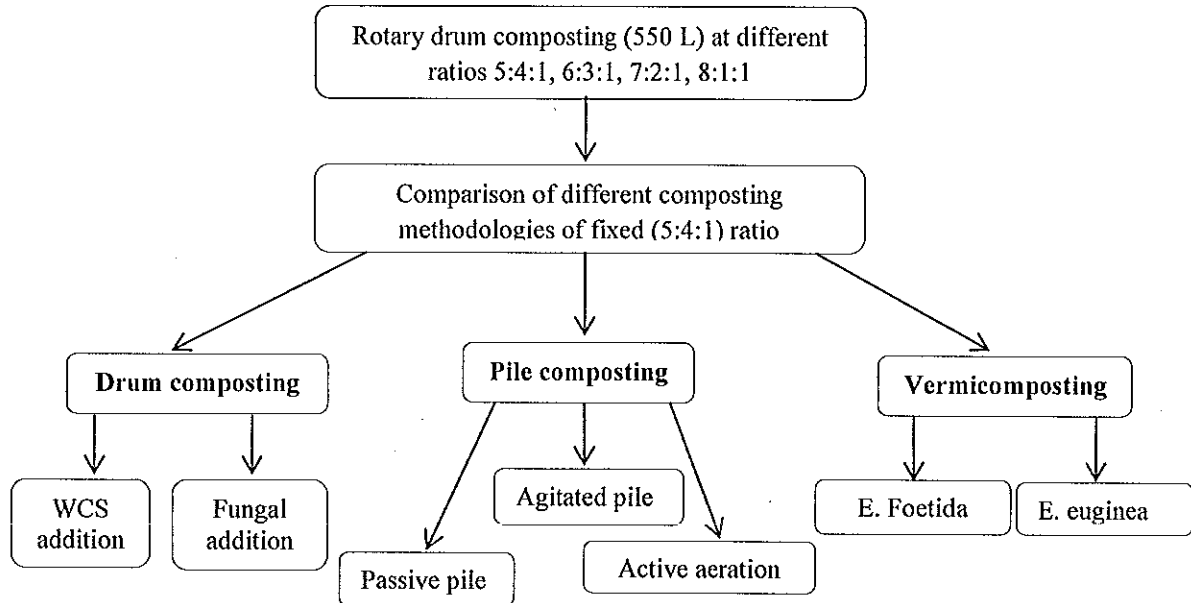 Rotary drum composting (550 L) at different
ratios 5:4:1, 6:3:1, 7:2:1, 8:1:1
Comparison of different composting
methodologies of fixed (5:4:1) ratio
Drum composting
Pile composting
Vermicomposting
WCS
addition
Fungal
addition
Passive pile
Agitated pile
Active aeration
E. Foetida
E. euginea